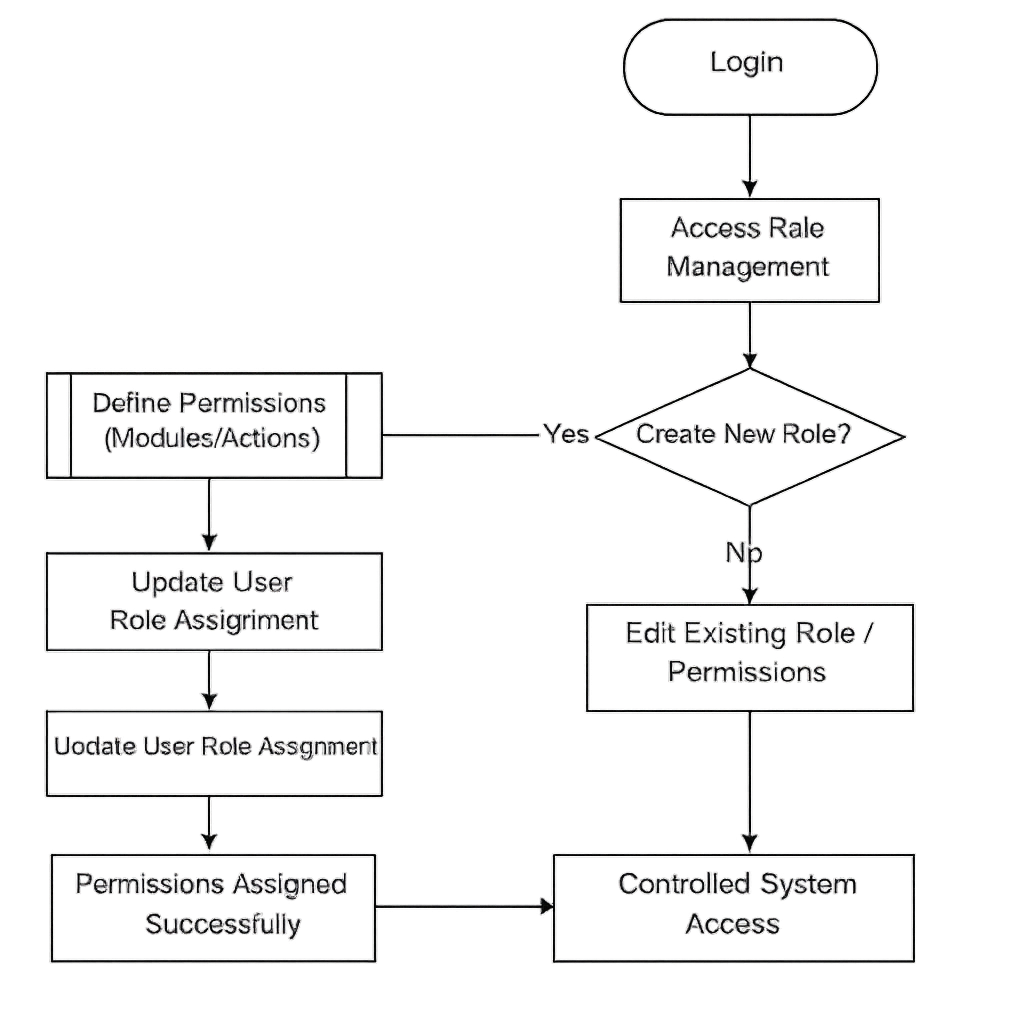 Login
Access Rale
Management
Create New Role?
Yes
Define Permissions
(Modules/Actions)
Np
Update User
Role Assigriment
Edit Existing Role /
Permissions
Uodate User Role Assgnment
Permissions Assigned
Successfully
Controlled System
Access